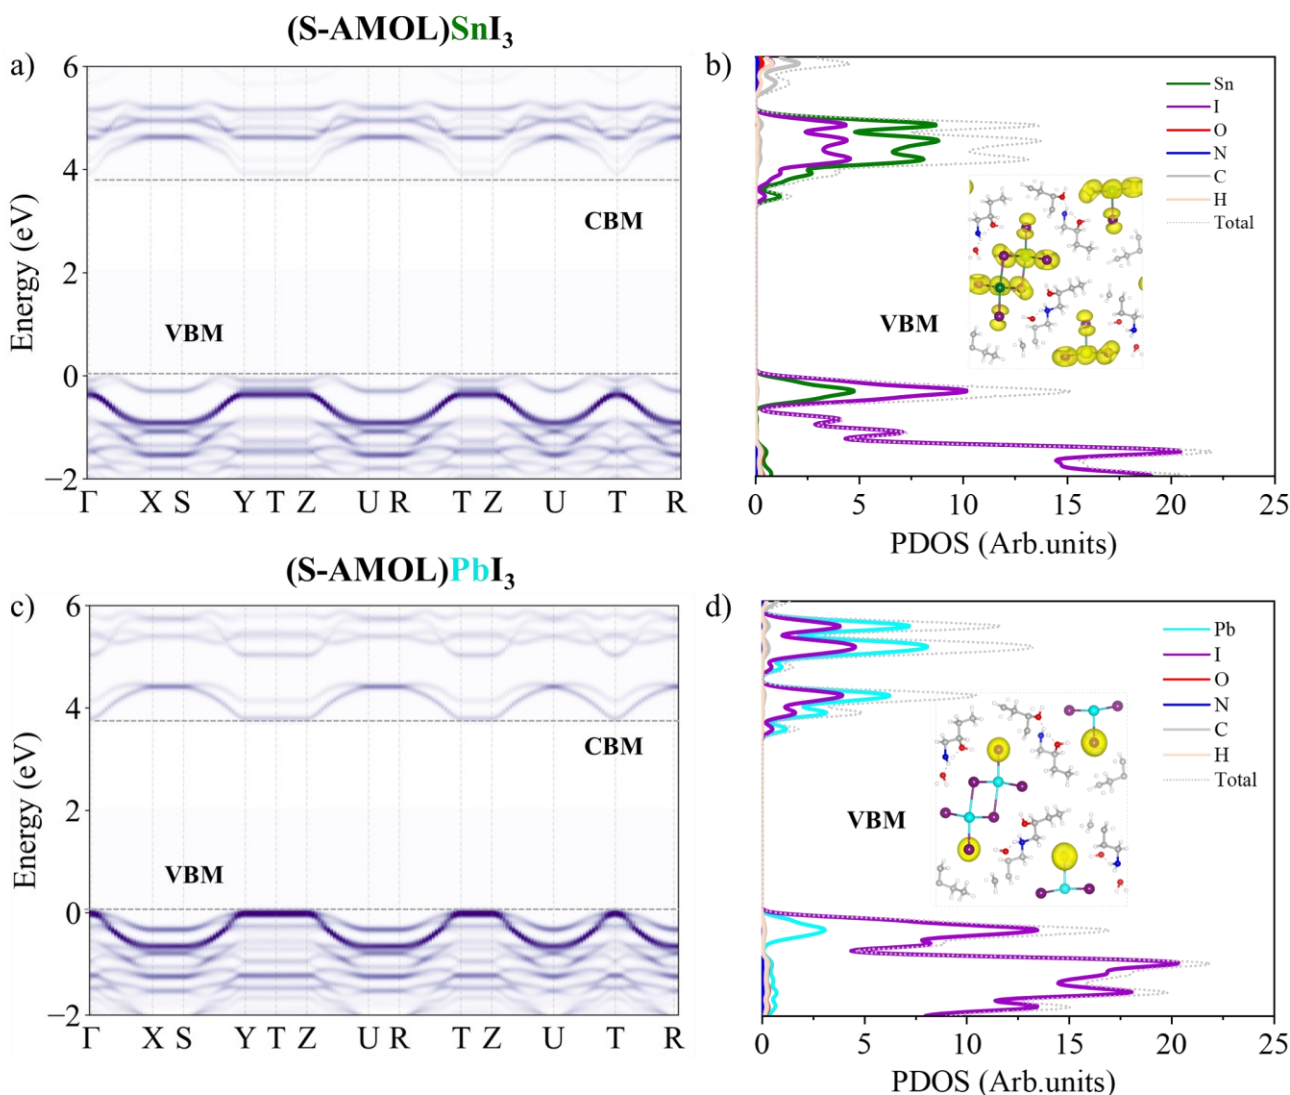 (S-AMOL)SnI₃
a)
6
4
2
0
−2
Energy (eV)
CBM
VBM
Γ X S Y T Z U R T Z U T R
b)
Sn
I
O
N
C
H
Total
VBM
0 5 10 15 20 25
PDOS (Arb.units)
(S-AMOL)PbI₃
c)
6
4
2
0
−2
Energy (eV)
CBM
VBM
Γ X S Y T Z U R T Z U T R
d)
Pb
I
O
N
C
H
Total
VBM
0 5 10 15 20 25
PDOS (Arb.units)